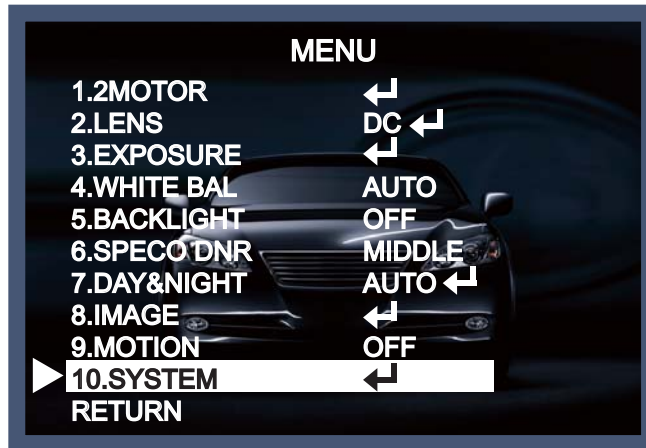 MENU
1.2MOTOR ↵
2.LENS DC ↵
3.EXPOSURE ↵
4.WHITE BAL AUTO
5.BACKLIGHT OFF
6.SPECO DNR MIDDLE
7.DAY&NIGHT AUTO ↵
8.IMAGE ↵
9.MOTION OFF
10.SYSTEM ↵
RETURN